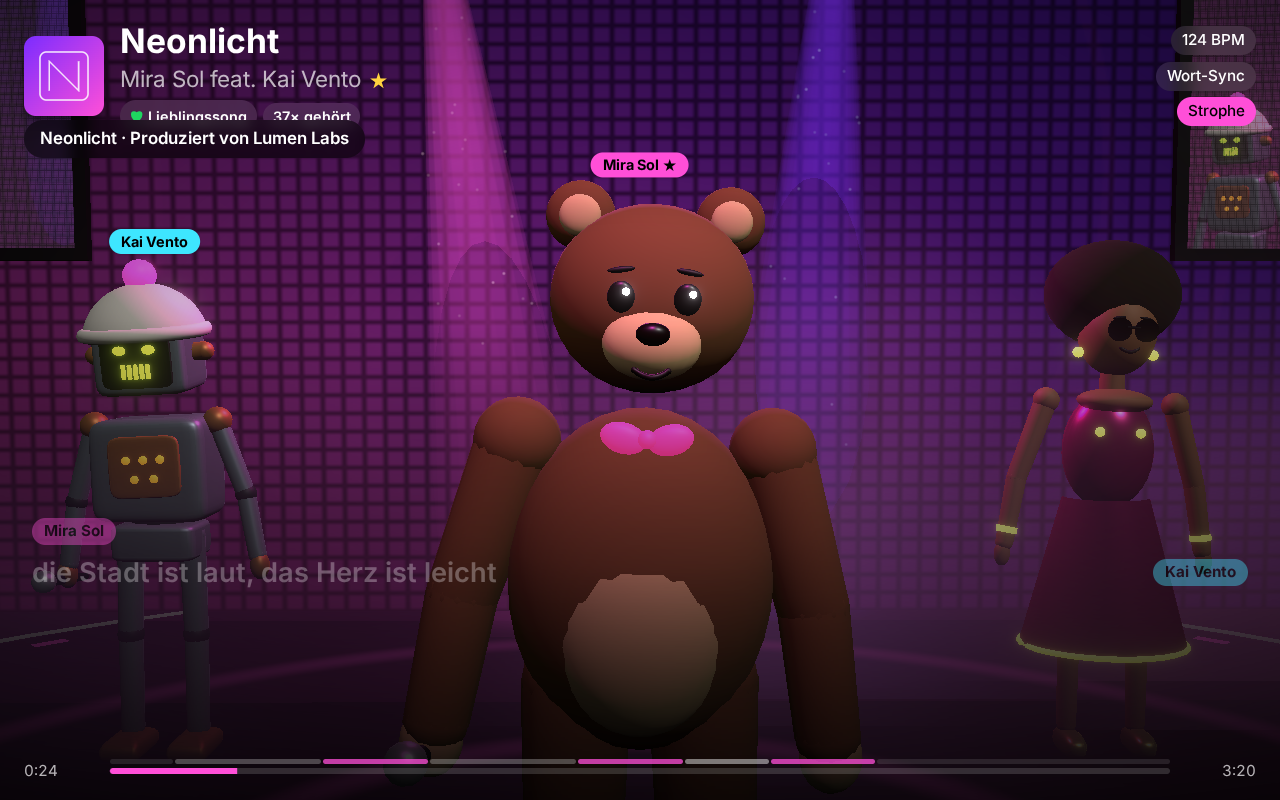 Neonlicht
Mira Sol feat. Kai Vento ★
Lieblingssong
37× gehört
Neonlicht · Produziert von Lumen Labs
124 BPM
Wort-Sync
Strophe
Mira Sol ★
Kai Vento
Mira Sol
die Stadt ist laut, das Herz ist leicht
Kai Vento
0:24
3:20